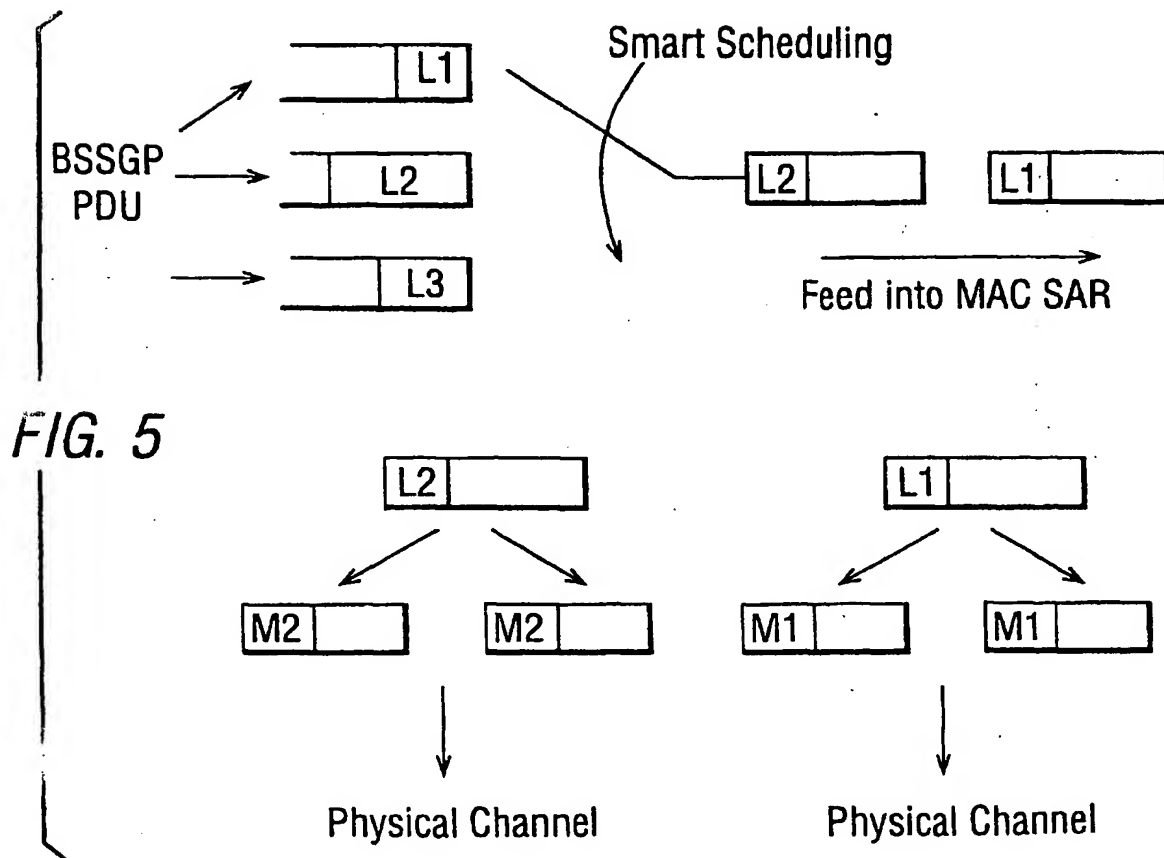 Smart Scheduling
L1
BSSGP
PDU
L2
L3
L2
L1
Feed into MAC SAR
FIG. 5
L2
L1
M2
M2
M1
M1
Physical Channel
Physical Channel